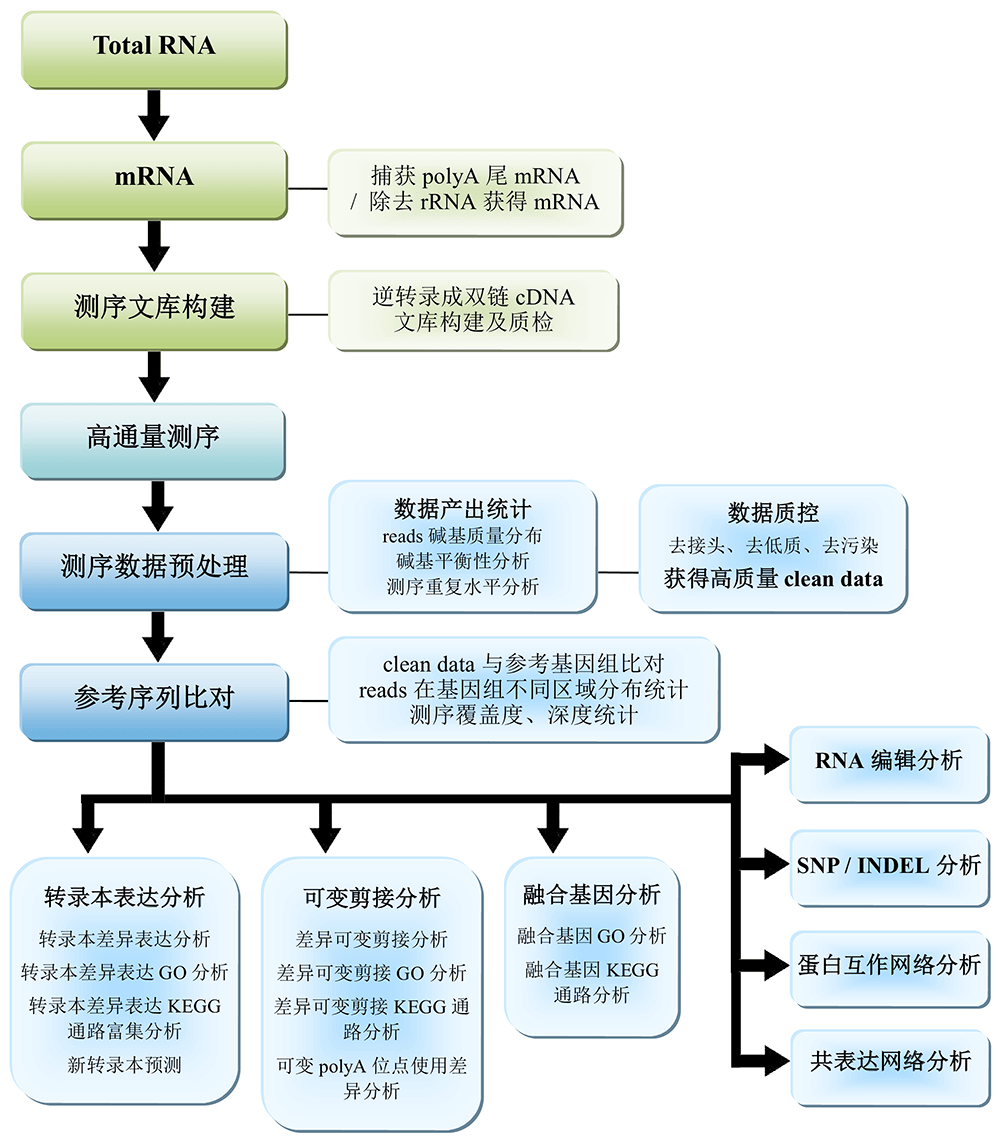 Total RNA
mRNA
捕获 polyA 尾 mRNA
/ 除去 rRNA 获得 mRNA
测序文库构建
逆转录成双链 cDNA
文库构建及质检
高通量测序
测序数据预处理
数据产出统计
reads 碱基质量分布
碱基平衡性分析
测序重复水平分析
数据质控
去接头、去低质、去污染
获得高质量 clean data
参考序列比对
clean data 与参考基因组比对
reads 在基因组不同区域分布统计
测序覆盖度、深度统计
转录本表达分析
转录本差异表达分析
转录本差异表达 GO 分析
转录本差异表达 KEGG
通路富集分析
新转录本预测
可变剪接分析
差异可变剪接分析
差异可变剪接 GO 分析
差异可变剪接 KEGG 通
路分析
可变 polyA 位点使用差
异分析
融合基因分析
融合基因 GO 分析
融合基因 KEGG
通路分析
RNA 编辑分析
SNP / INDEL 分析
蛋白互作网络分析
共表达网络分析